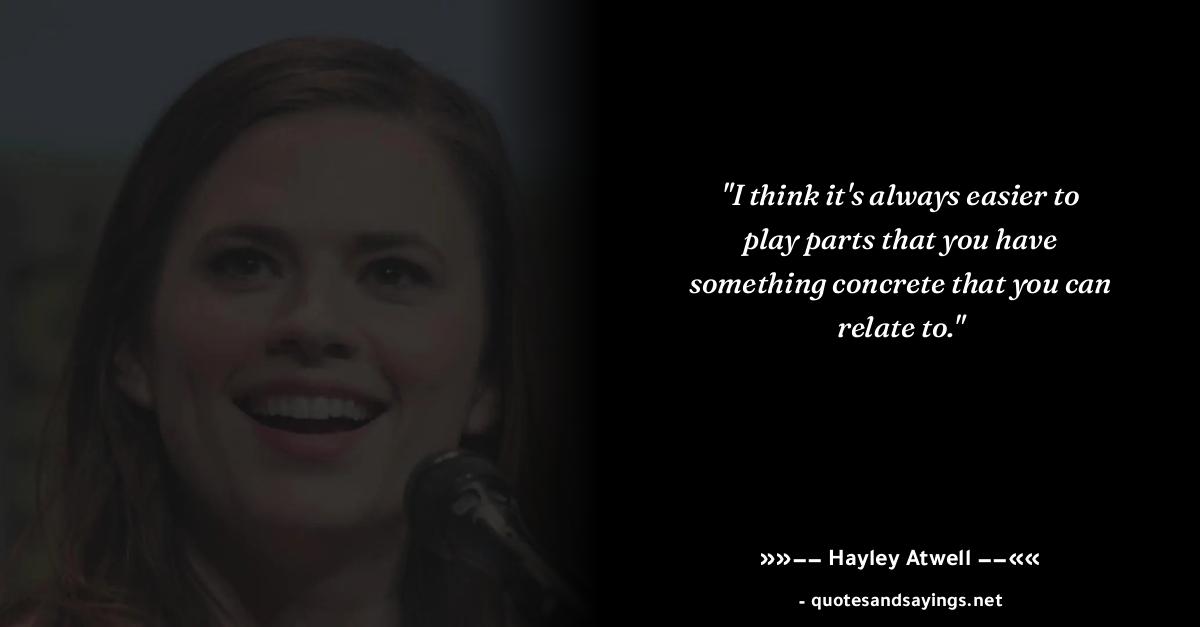 "I think it's always easier to
play parts that you have
something concrete that you can
relate to."
»»–– Hayley Atwell ––««
- quotesandsayings.net